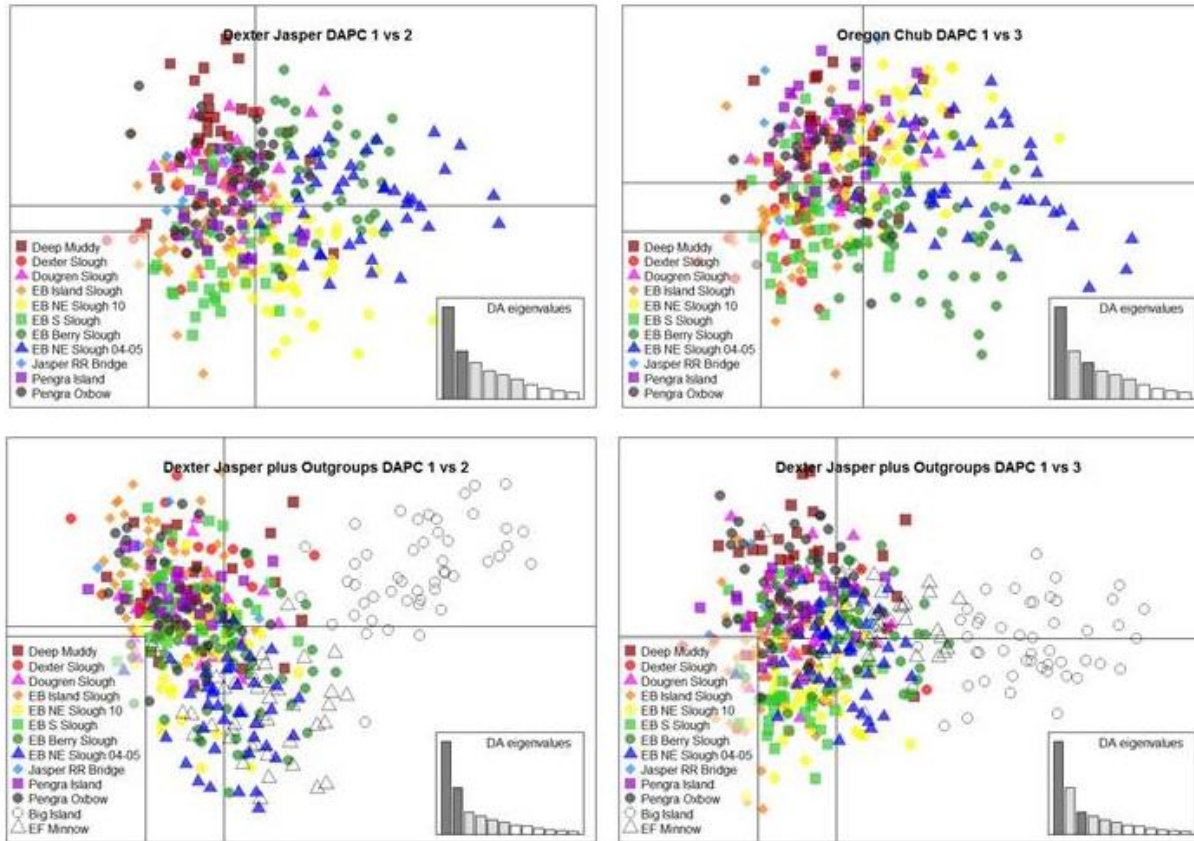 Dexter Jasper DAPC 1 vs 2
Deep Muddy
Dexter Slough
Dougren Slough
EB Island Slough
EB NE Slough 10
EB S Slough
EB Berry Slough
EB NE Slough 04-05
Jasper RR Bridge
Pengra Island
Pengra Oxbow
DA eigenvalues
Oregon Chub DAPC 1 vs 3
Deep Muddy
Dexter Slough
Dougren Slough
EB Island Slough
EB NE Slough 10
EB S Slough
EB Berry Slough
EB NE Slough 04-05
Jasper RR Bridge
Pengra Island
Pengra Oxbow
DA eigenvalues
Dexter Jasper plus Outgroups DAPC 1 vs 2
Deep Muddy
Dexter Slough
Dougren Slough
EB Island Slough
EB NE Slough 10
EB S Slough
EB Berry Slough
EB NE Slough 04-05
Jasper RR Bridge
Pengra Island
Pengra Oxbow
Big Island
EF Minnow
DA eigenvalues
Dexter Jasper plus Outgroups DAPC 1 vs 3
Deep Muddy
Dexter Slough
Dougren Slough
EB Island Slough
EB NE Slough 10
EB S Slough
EB Berry Slough
EB NE Slough 04-05
Jasper RR Bridge
Pengra Island
Pengra Oxbow
Big Island
EF Minnow
DA eigenvalues